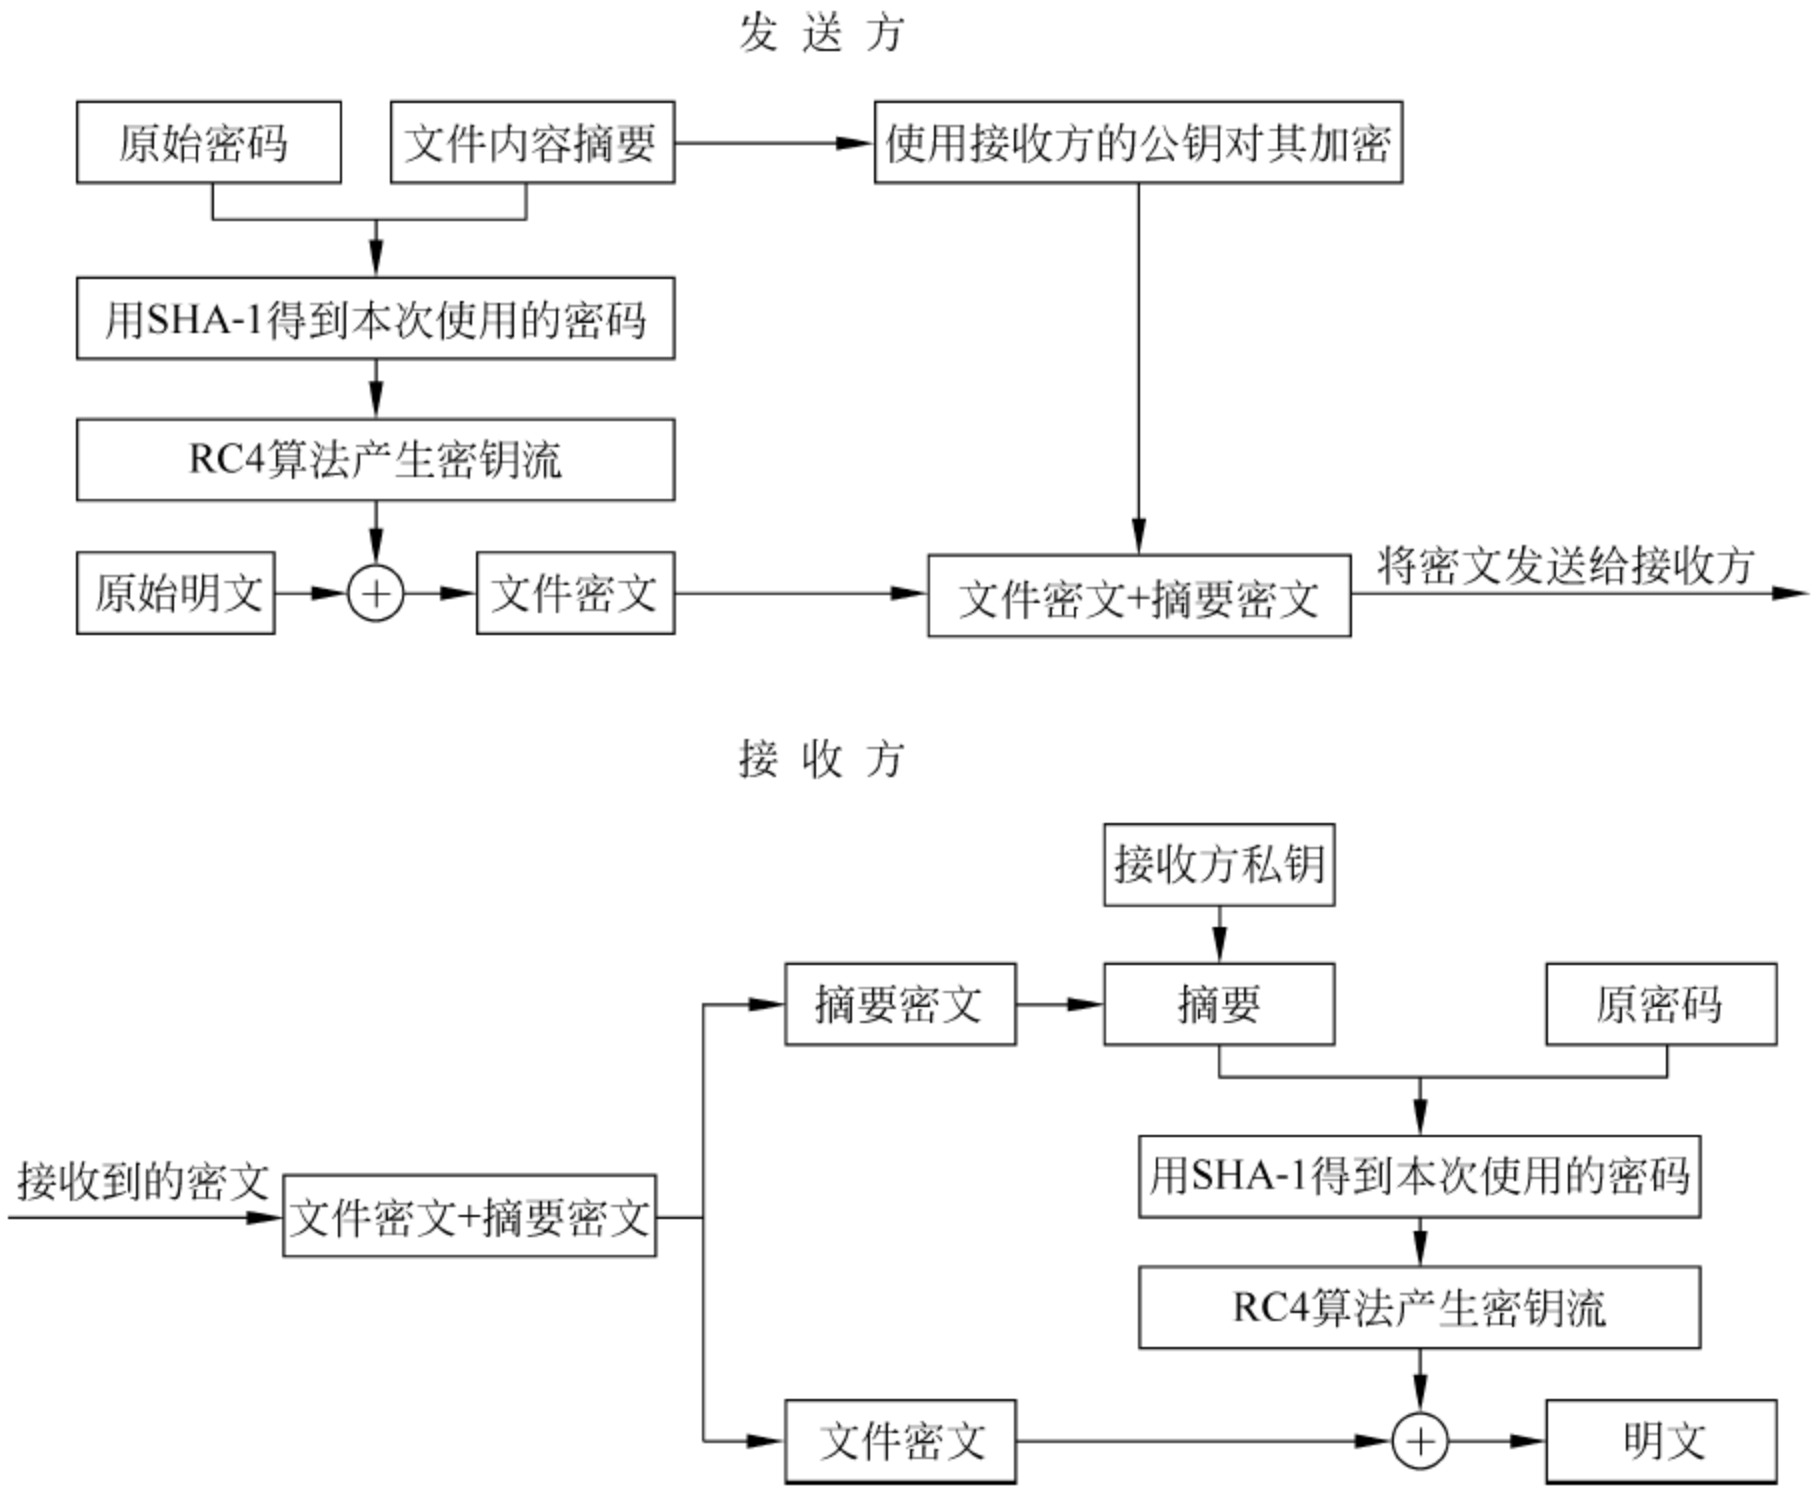 发 送 方
原始密码
文件内容摘要
使用接收方的公钥对其加密
用SHA-1得到本次使用的密码
RC4算法产生密钥流
原始明文
+
文件密文
文件密文+摘要密文
将密文发送给接收方
接 收 方
接收方私钥
摘要密文
摘要
原密码
接收到的密文
文件密文+摘要密文
用SHA-1得到本次使用的密码
RC4算法产生密钥流
文件密文
+
明文